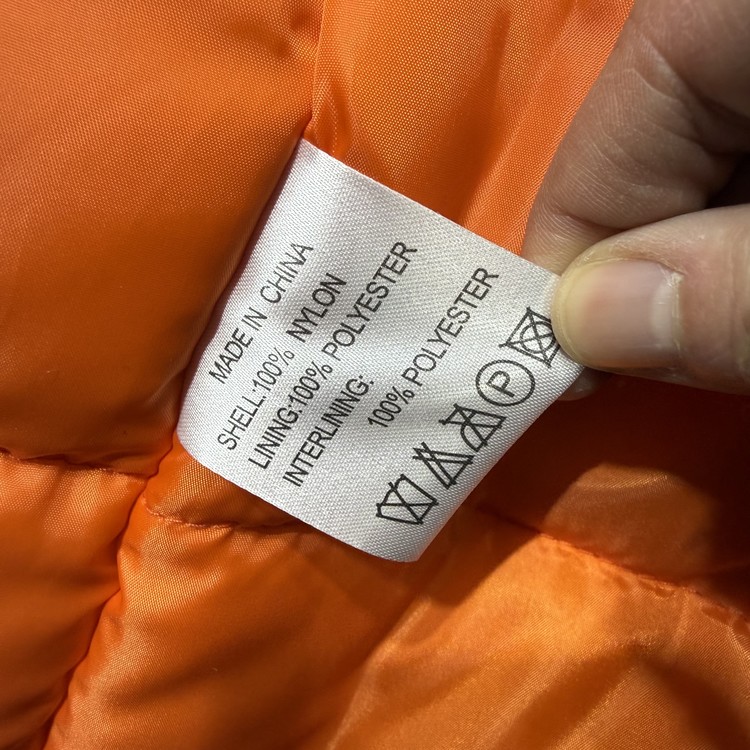 MADE IN CHINA
SHELL:100% NYLON
LINING:100% POLYESTER
INTERLINING:
100% POLYESTER
P